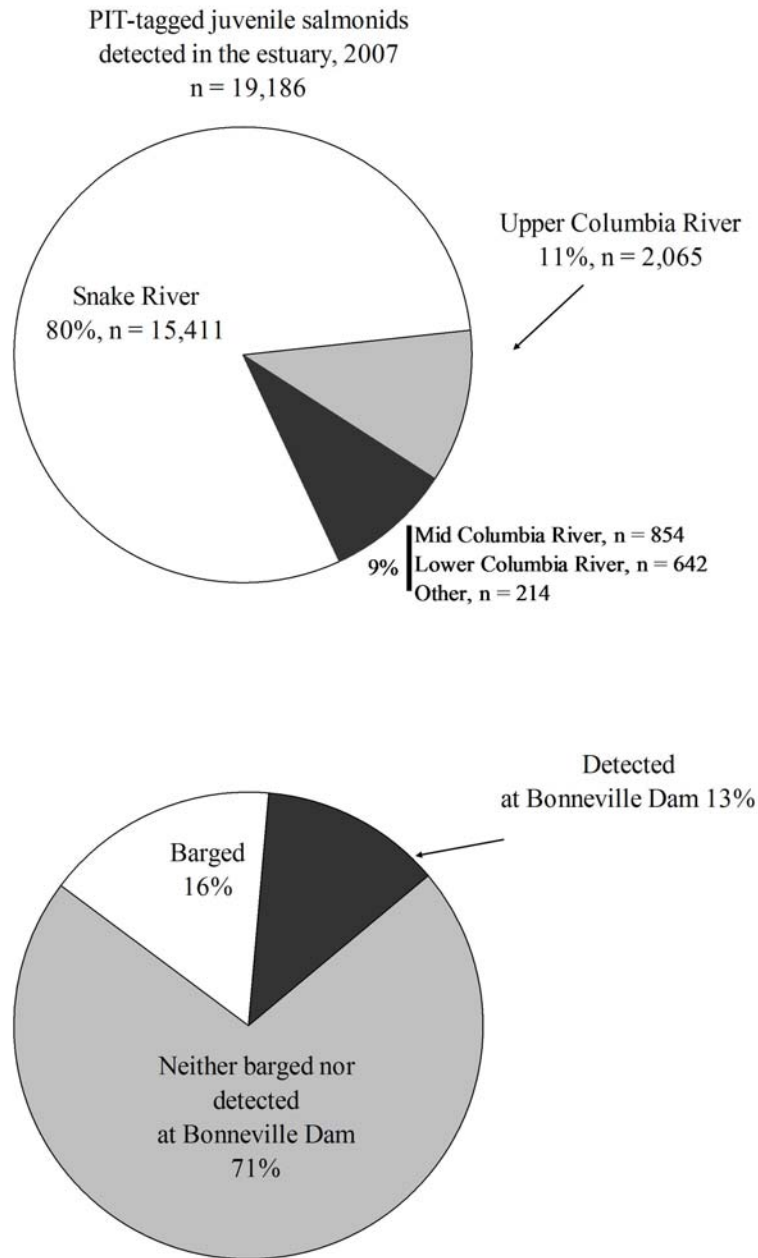 PIT-tagged juvenile salmonids
detected in the estuary, 2007
n = 19,186
Upper Columbia River
11%, n = 2,065
Snake River
80%, n = 15,411
9%
Mid Columbia River, n = 854
Lower Columbia River, n = 642
Other, n = 214
Detected
at Bonneville Dam 13%
Barged
16%
Neither barged nor
detected
at Bonneville Dam
71%